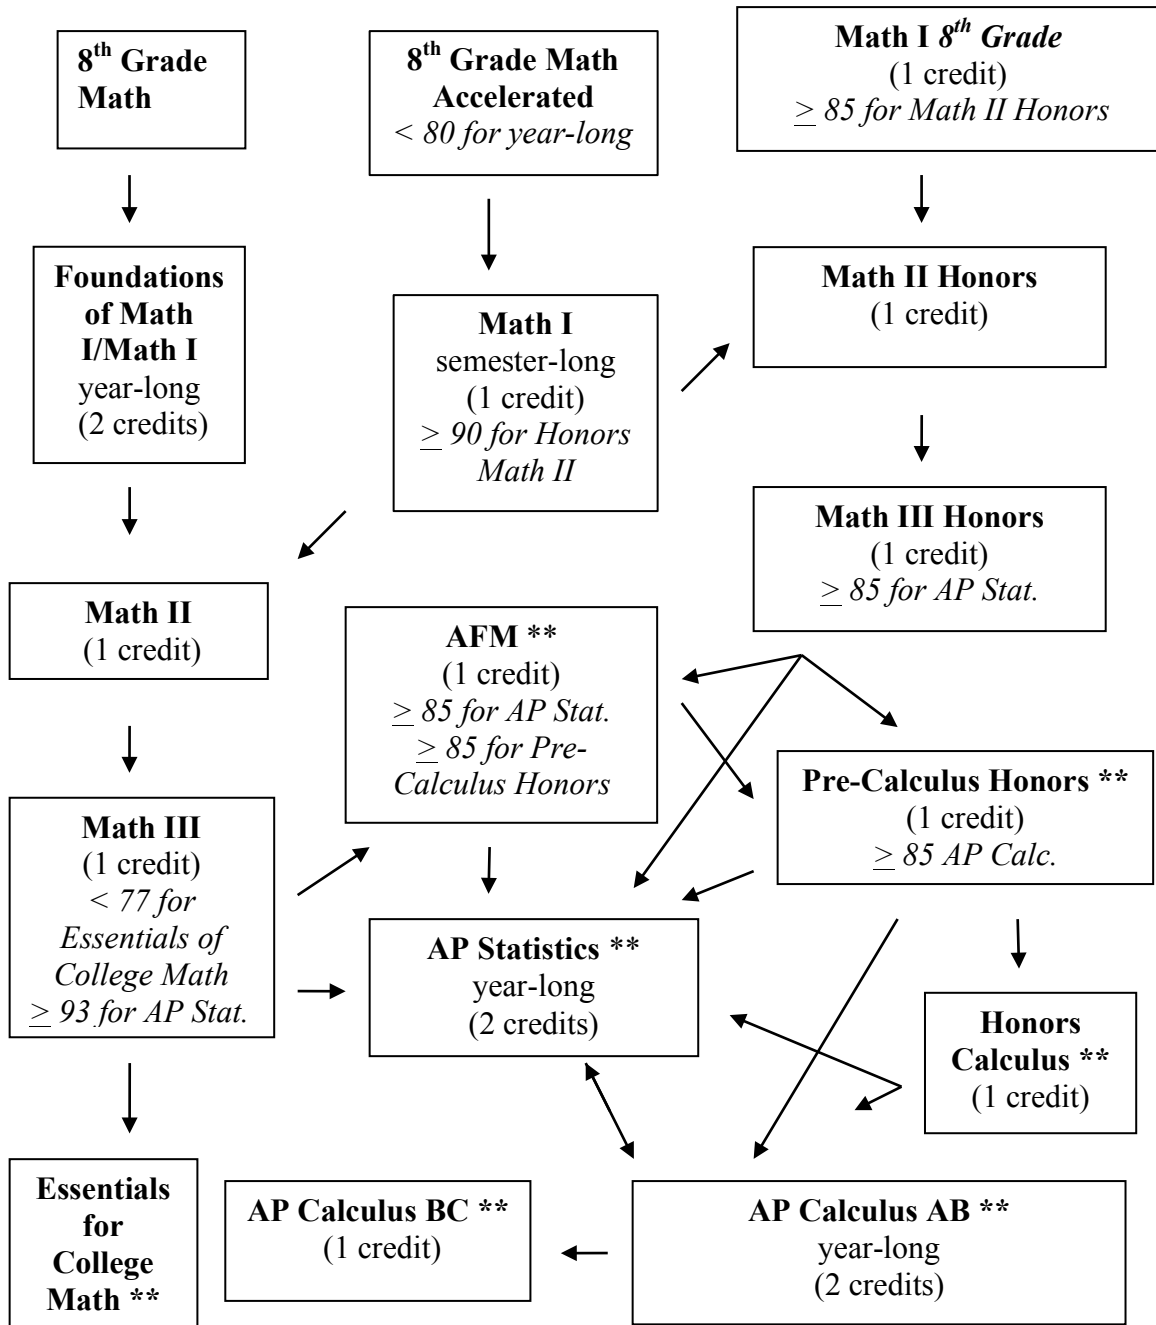 8th Grade
Math
8th Grade Math
Accelerated
< 80 for year-long
Math I 8th Grade
(1 credit)
≥ 85 for Math II Honors
Foundations
of Math
I/Math I
year-long
(2 credits)
Math I
semester-long
(1 credit)
≥ 90 for Honors
Math II
Math II Honors
(1 credit)
Math III Honors
(1 credit)
≥ 85 for AP Stat.
Math II
(1 credit)
AFM **
(1 credit)
≥ 85 for AP Stat.
≥ 85 for Pre-
Calculus Honors
Pre-Calculus Honors **
(1 credit)
≥ 85 AP Calc.
Math III
(1 credit)
< 77 for
Essentials of
College Math
≥ 93 for AP Stat.
AP Statistics **
year-long
(2 credits)
Honors
Calculus **
(1 credit)
Essentials
for
College
Math **
AP Calculus BC **
(1 credit)
AP Calculus AB **
year-long
(2 credits)